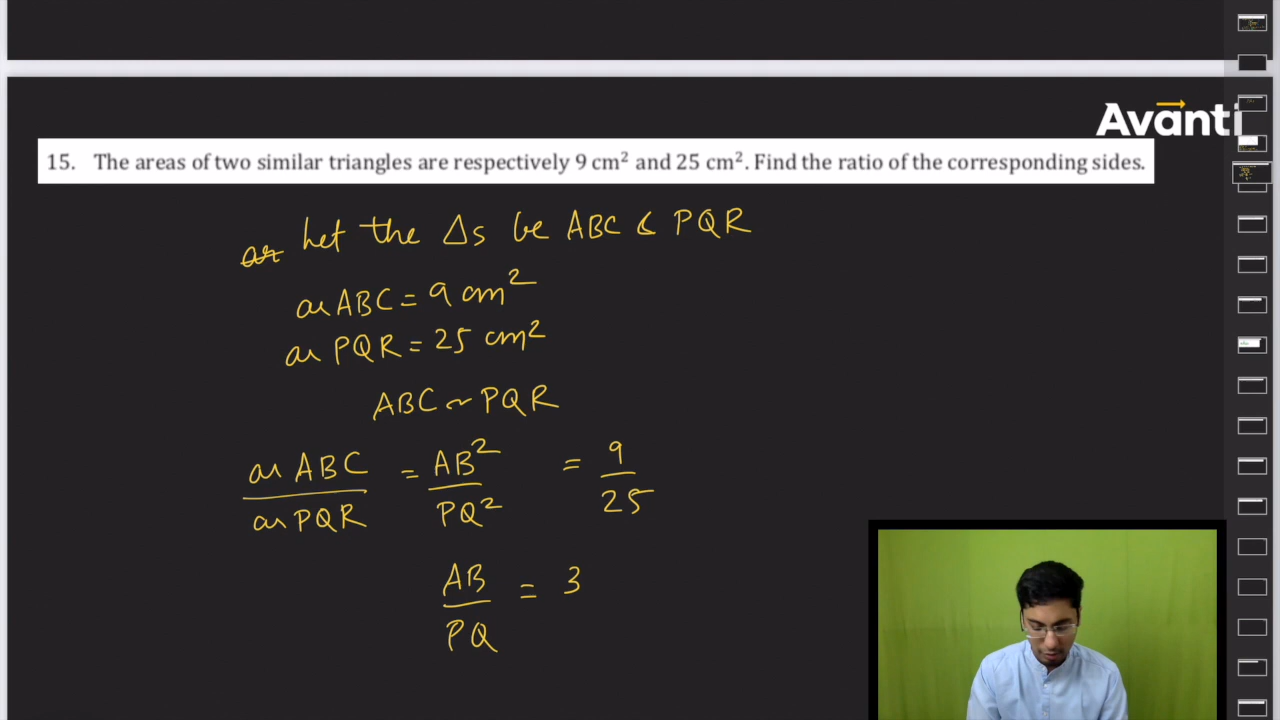 Avanti
15. The areas of two similar triangles are respectively 9 cm² and 25 cm². Find the ratio of the corresponding sides.
Let the Δs be ABC & PQR
ar ABC = 9 cm²
ar PQR = 25 cm²
ABC ~ PQR
ar ABC / ar PQR = AB² / PQ² = 9 / 25
AB / PQ = 3